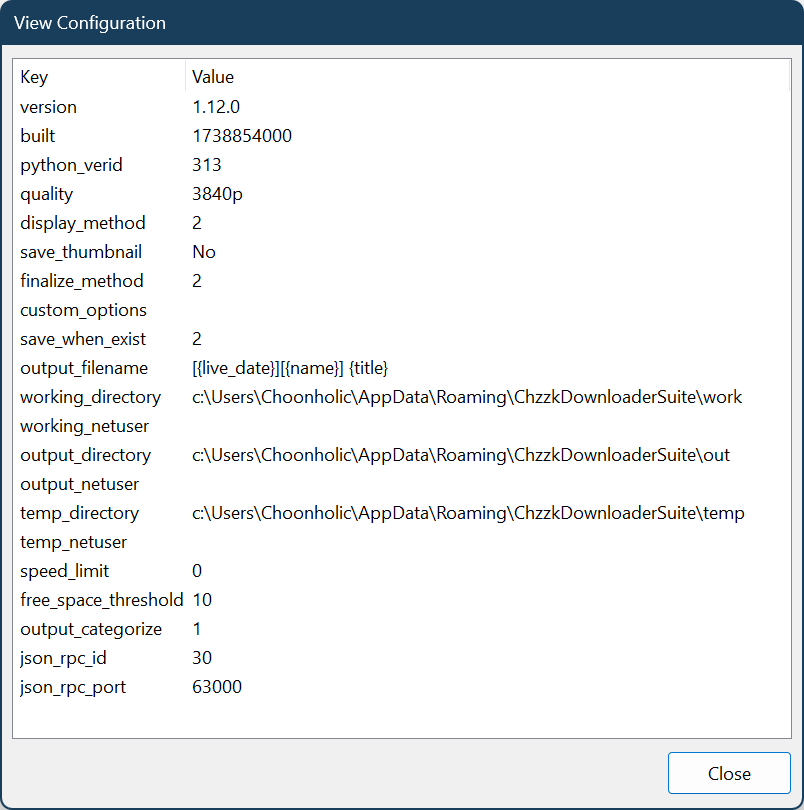 View Configuration
Key Value
version 1.12.0
built 1738854000
python_verid 313
quality 3840p
display_method 2
save_thumbnail No
finalize_method 2
custom_options
save_when_exist 2
output_filename [{live_date}][{name}] {title}
working_directory c:\Users\Choonholic\AppData\Roaming\ChzzkDownloaderSuite\work
working_netuser
output_directory c:\Users\Choonholic\AppData\Roaming\ChzzkDownloaderSuite\out
output_netuser
temp_directory c:\Users\Choonholic\AppData\Roaming\ChzzkDownloaderSuite\temp
temp_netuser
speed_limit 0
free_space_threshold 10
output_categorize 1
json_rpc_id 30
json_rpc_port 63000
Close